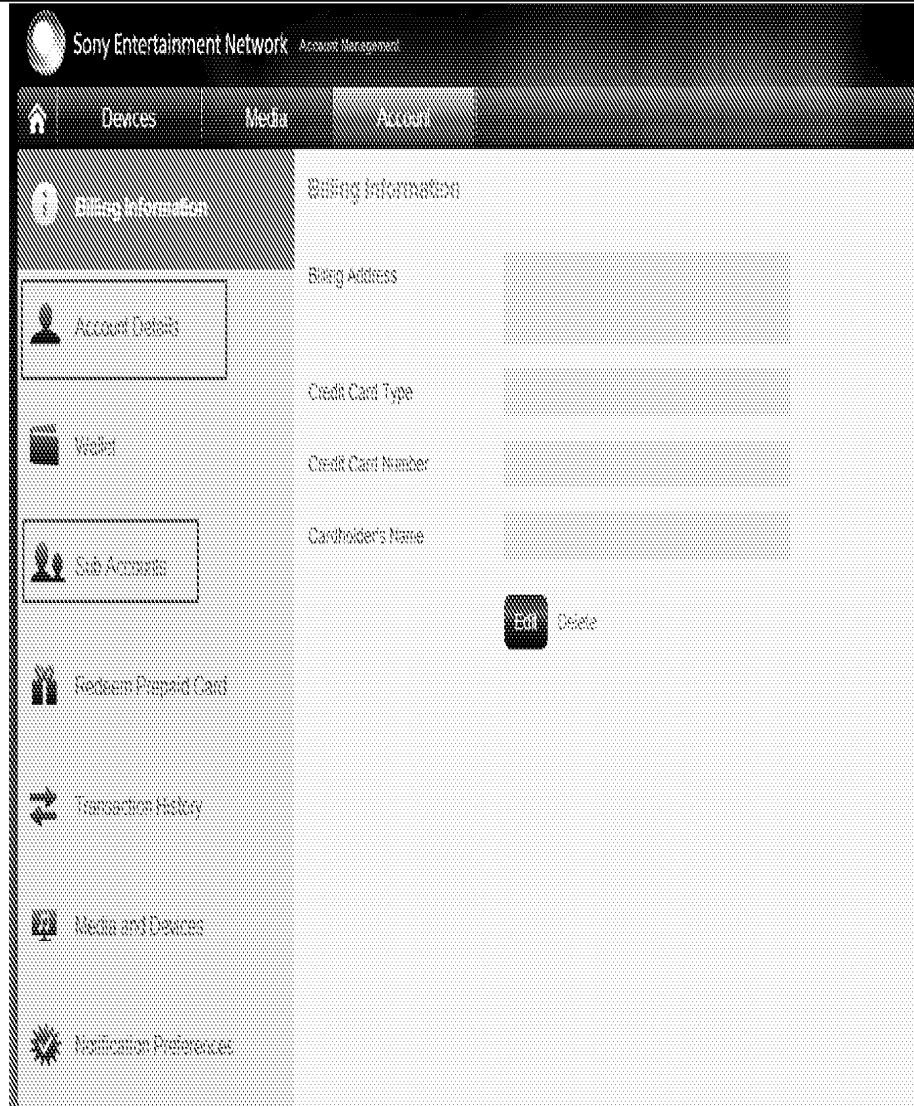 Sony Entertainment Network Account Management
Devices Media Account
Billing Information
Account Details
Wallet
Sub Accounts
Redeem Prepaid Card
Transaction History
Media and Devices
Notification Preferences
Billing Information
Billing Address
Credit Card Type
Credit Card Number
Cardholder's Name
Edit Delete